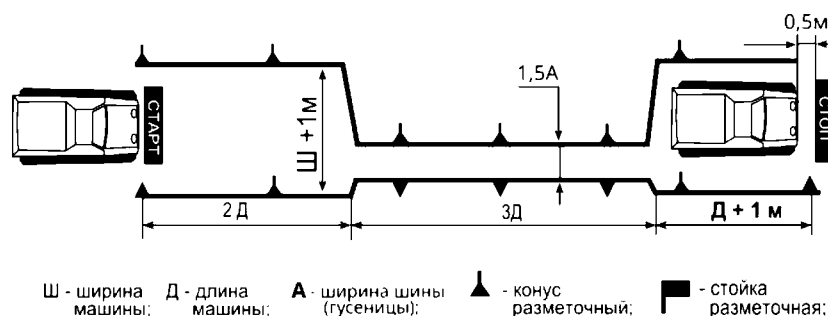 0,5м
1,5А
СТАРТ
Ш +1м
СТОП
2 Д
3Д
Д + 1 м
Ш - ширина машины;
Д - длина машины;
А - ширина шины (гусеницы);
- конус разметочный;
- стойка разметочная;